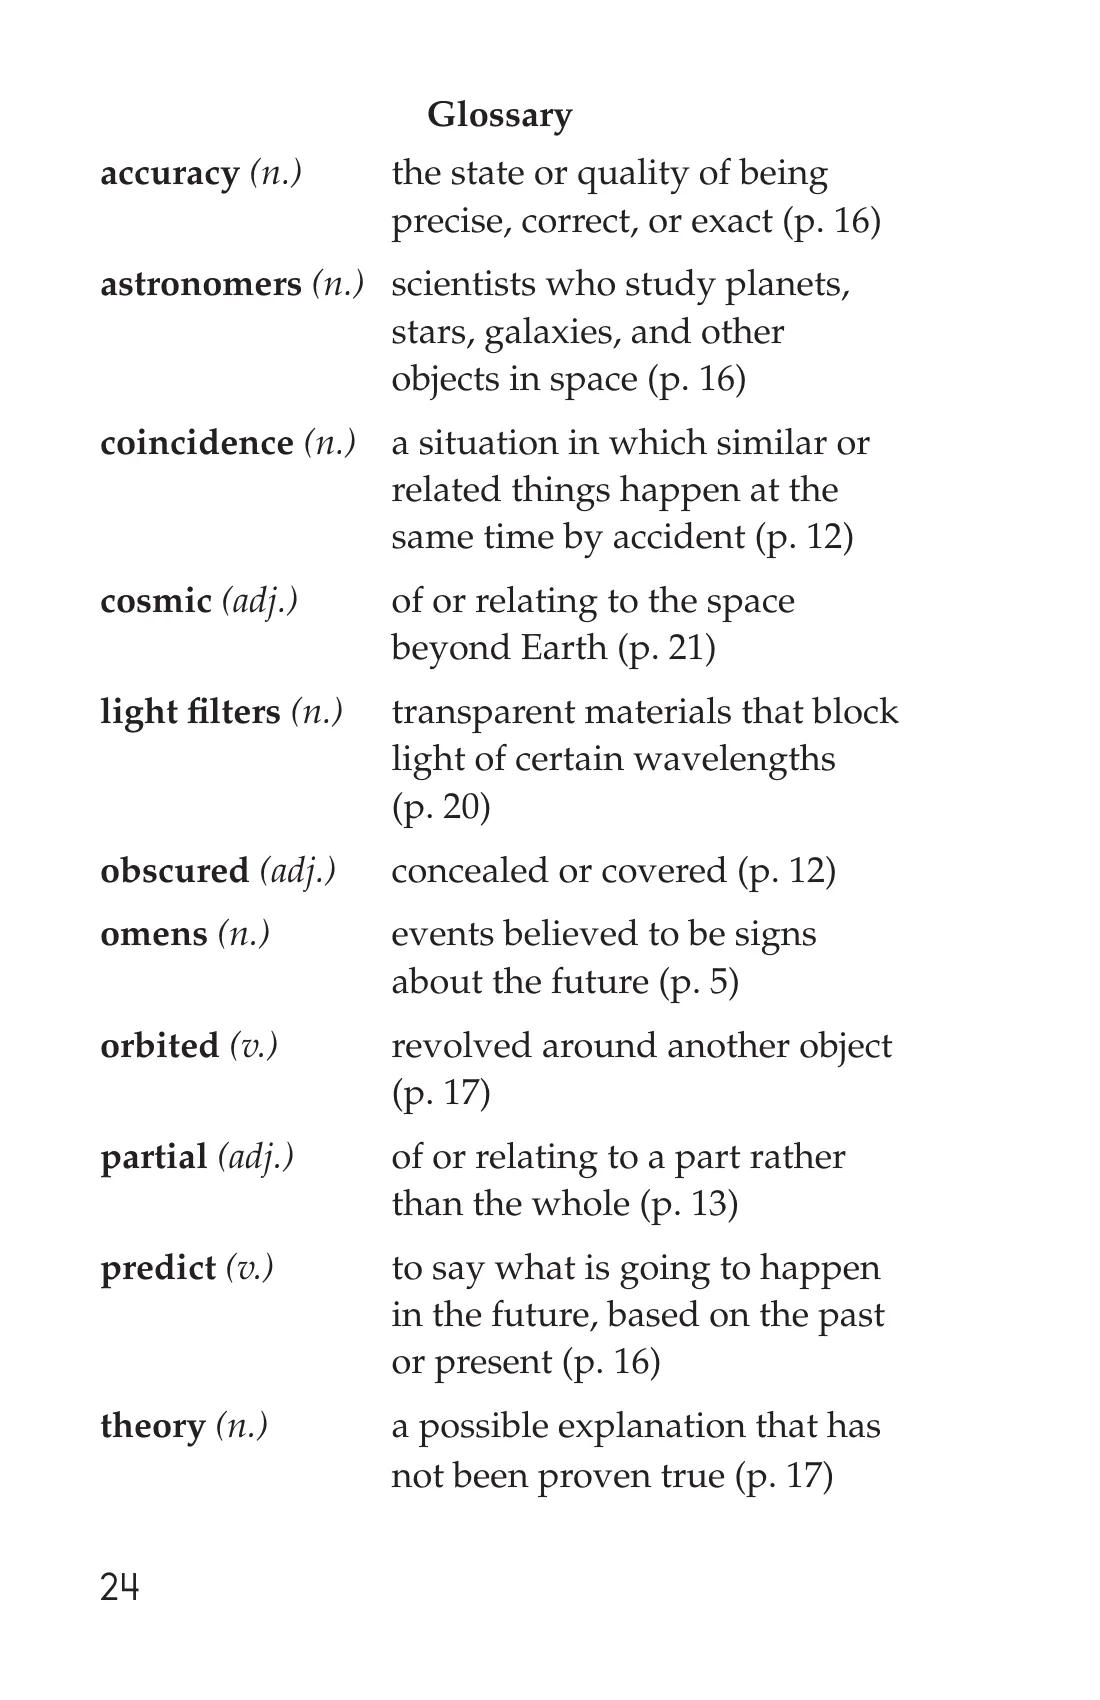 Glossary
accuracy (n.) the state or quality of being
precise, correct, or exact (p. 16)
astronomers (n.) scientists who study planets,
stars, galaxies, and other
objects in space (p. 16)
coincidence (n.) a situation in which similar or
related things happen at the
same time by accident (p. 12)
cosmic (adj.) of or relating to the space
beyond Earth (p. 21)
light filters (n.) transparent materials that block
light of certain wavelengths
(p. 20)
obscured (adj.) concealed or covered (p. 12)
omens (n.) events believed to be signs
about the future (p. 5)
orbited (v.) revolved around another object
(p. 17)
partial (adj.) of or relating to a part rather
than the whole (p. 13)
predict (v.) to say what is going to happen
in the future, based on the past
or present (p. 16)
theory (n.) a possible explanation that has
not been proven true (p. 17)
24